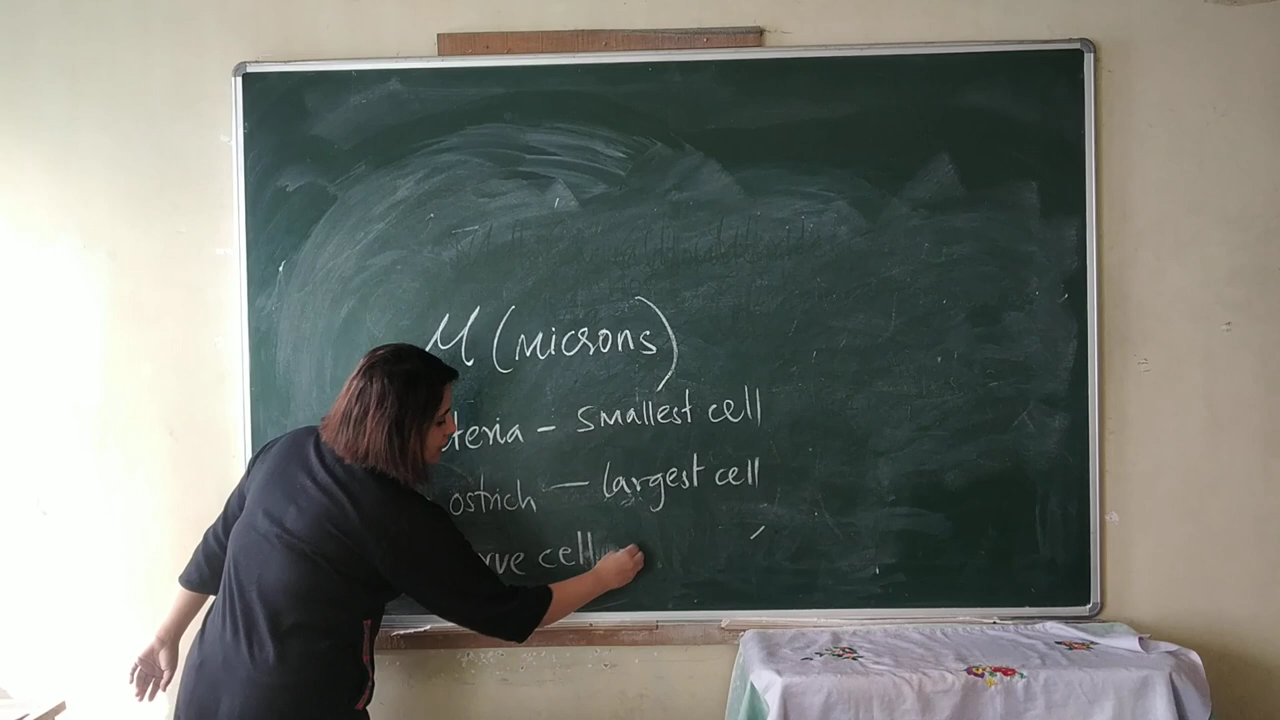 M (microns)
teria - smallest cell
ostrich - largest cell
rve cell